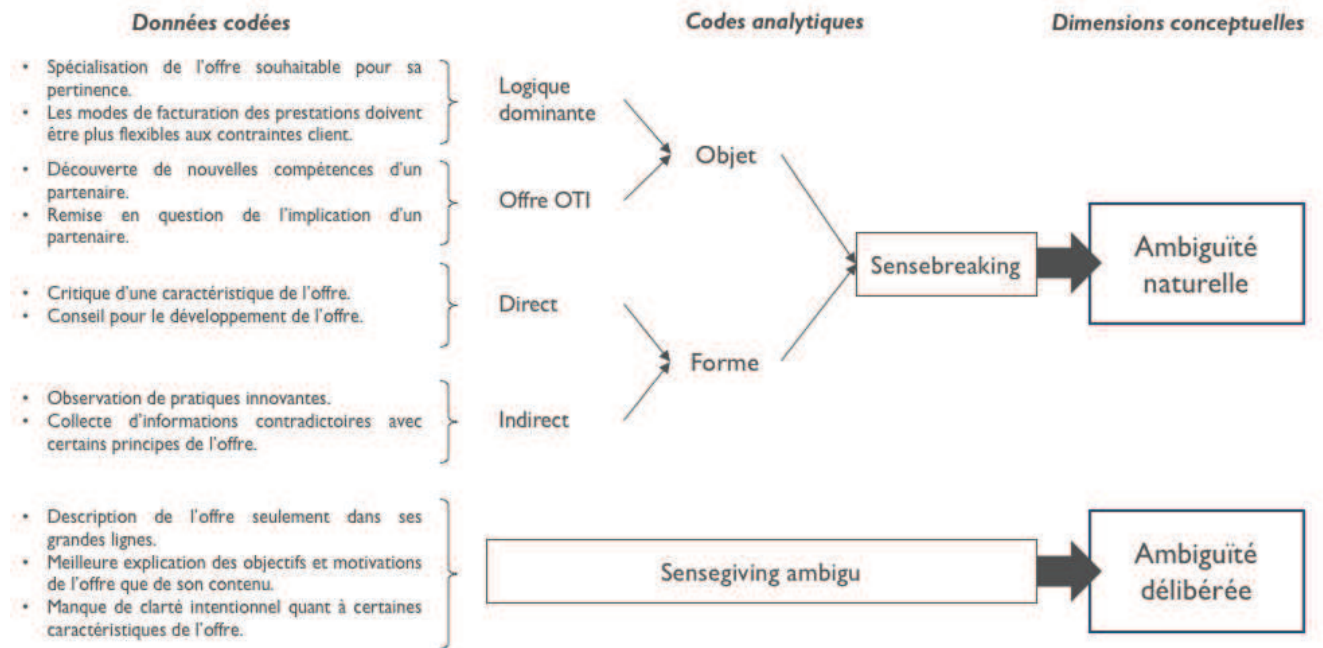 Données codées
Codes analytiques
Dimensions conceptuelles
• Spécialisation de l'offre souhaitable pour sa
pertinence.
• Les modes de facturation des prestations doivent
être plus flexibles aux contraintes client.
Logique
dominante
• Découverte de nouvelles compétences d'un
partenaire.
• Remise en question de l'implication d'un
partenaire.
Offre OTI
Objet
• Critique d'une caractéristique de l'offre.
• Conseil pour le développement de l'offre.
Direct
• Observation de pratiques innovantes.
• Collecte d'informations contradictoires avec
certains principes de l'offre.
Indirect
Forme
Sensebreaking
Ambiguïté
naturelle
• Description de l'offre seulement dans ses
grandes lignes.
• Meilleure explication des objectifs et motivations
de l'offre que de son contenu.
• Manque de clarté intentionnel quant à certaines
caractéristiques de l'offre.
Sensegiving ambigu
Ambiguïté
délibérée